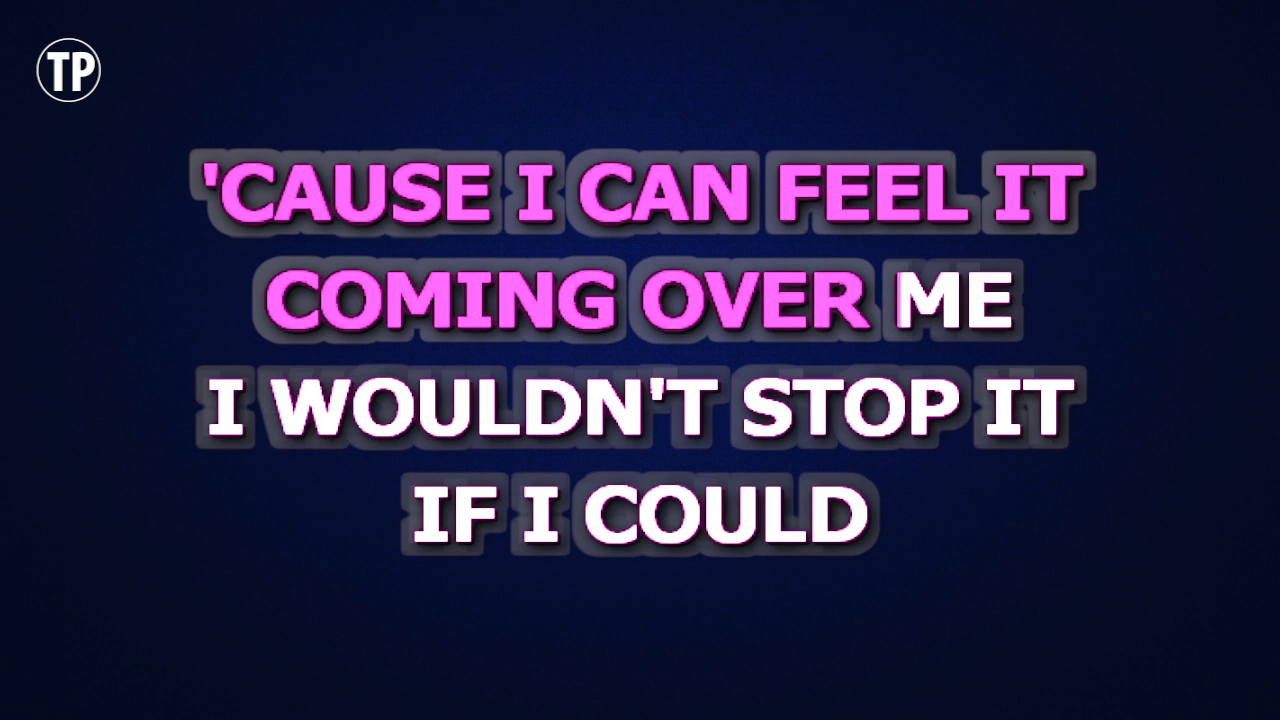 TP
'CAUSE I CAN FEEL IT
COMING OVER ME
I WOULDN'T STOP IT
IF I COULD